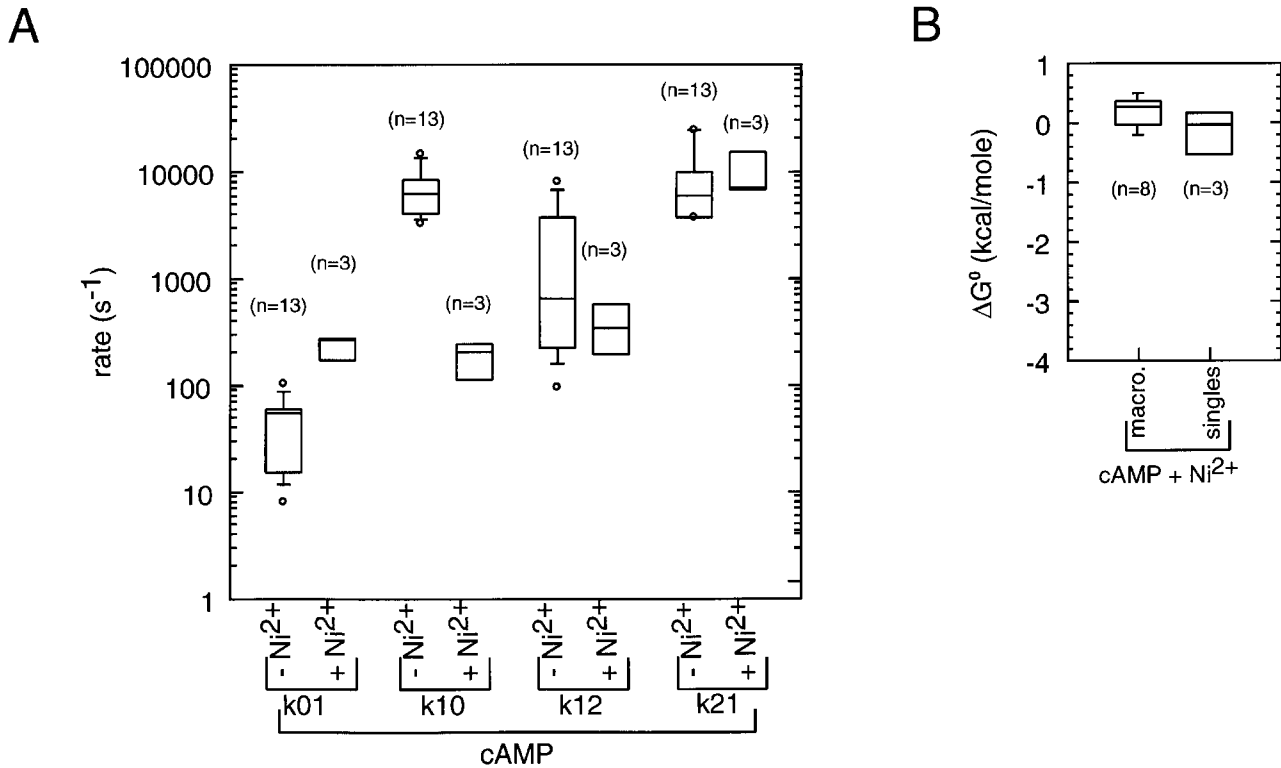 A
B
100000
10000
1000
100
10
1
rate (s⁻¹)
(n=13)
(n=3)
(n=13)
(n=3)
(n=13)
(n=3)
(n=13)
(n=3)
- Ni²⁺
+ Ni²⁺
- Ni²⁺
+ Ni²⁺
- Ni²⁺
+ Ni²⁺
- Ni²⁺
+ Ni²⁺
k01
k10
k12
k21
cAMP
1
0
-1
-2
-3
-4
ΔG⁰ (kcal/mole)
(n=8)
(n=3)
macro.
singles
cAMP + Ni²⁺